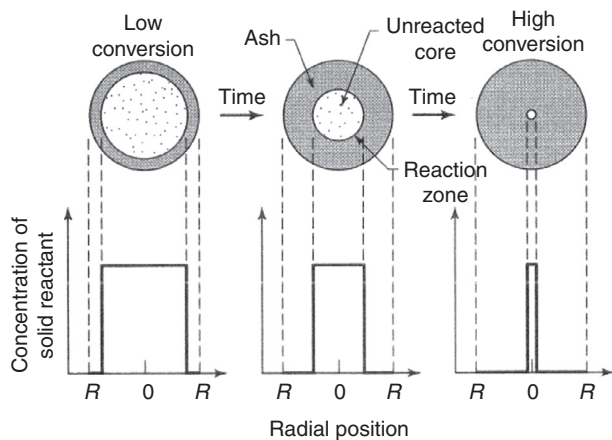 Low
conversion
Ash
Unreacted
core
High
conversion
Time
Time
Reaction
zone
Concentration of
solid reactant
R
0
R
R
0
R
R
0
R
Radial position